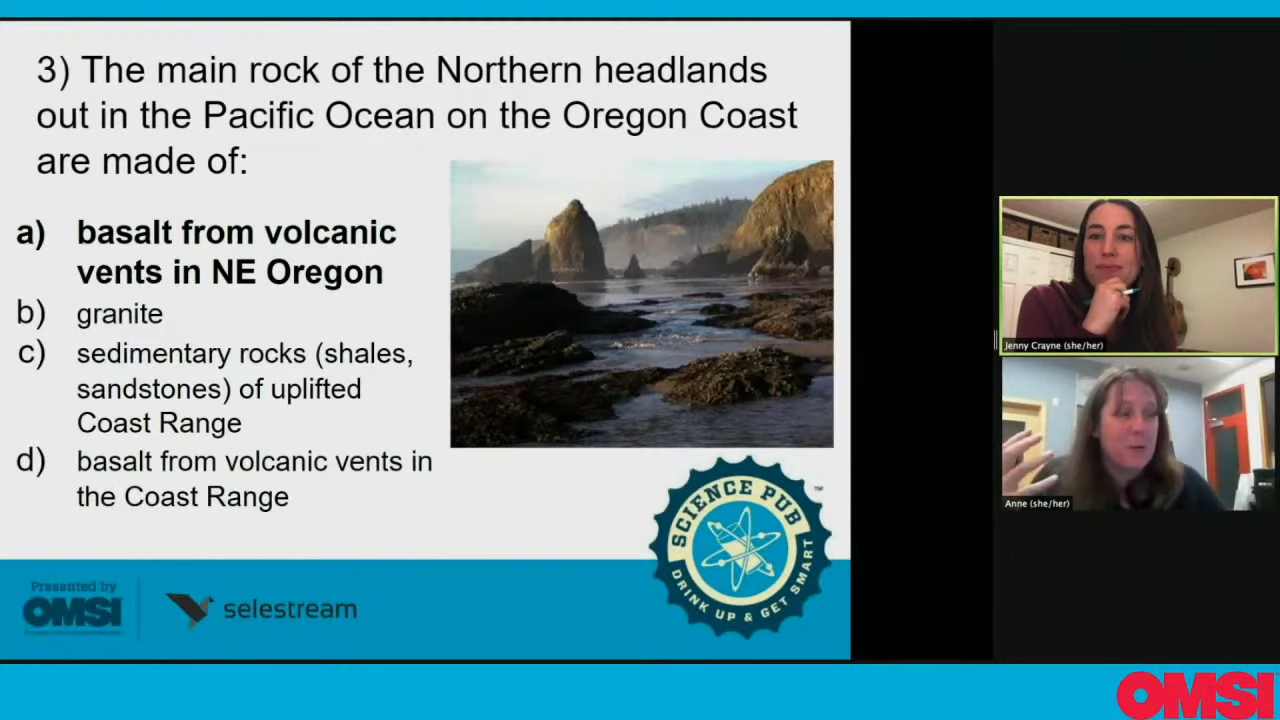 3) The main rock of the Northern headlands
out in the Pacific Ocean on the Oregon Coast
are made of:
a) basalt from volcanic
vents in NE Oregon
b) granite
c) sedimentary rocks (shales,
sandstones) of uplifted
Coast Range
d) basalt from volcanic vents in
the Coast Range
SCIENCE PUB
DRINK UP & GET SMART
™
Presented by
OMSI
selestream
Jenny Crayne (she/her)
Anne (she/her)
OMSI